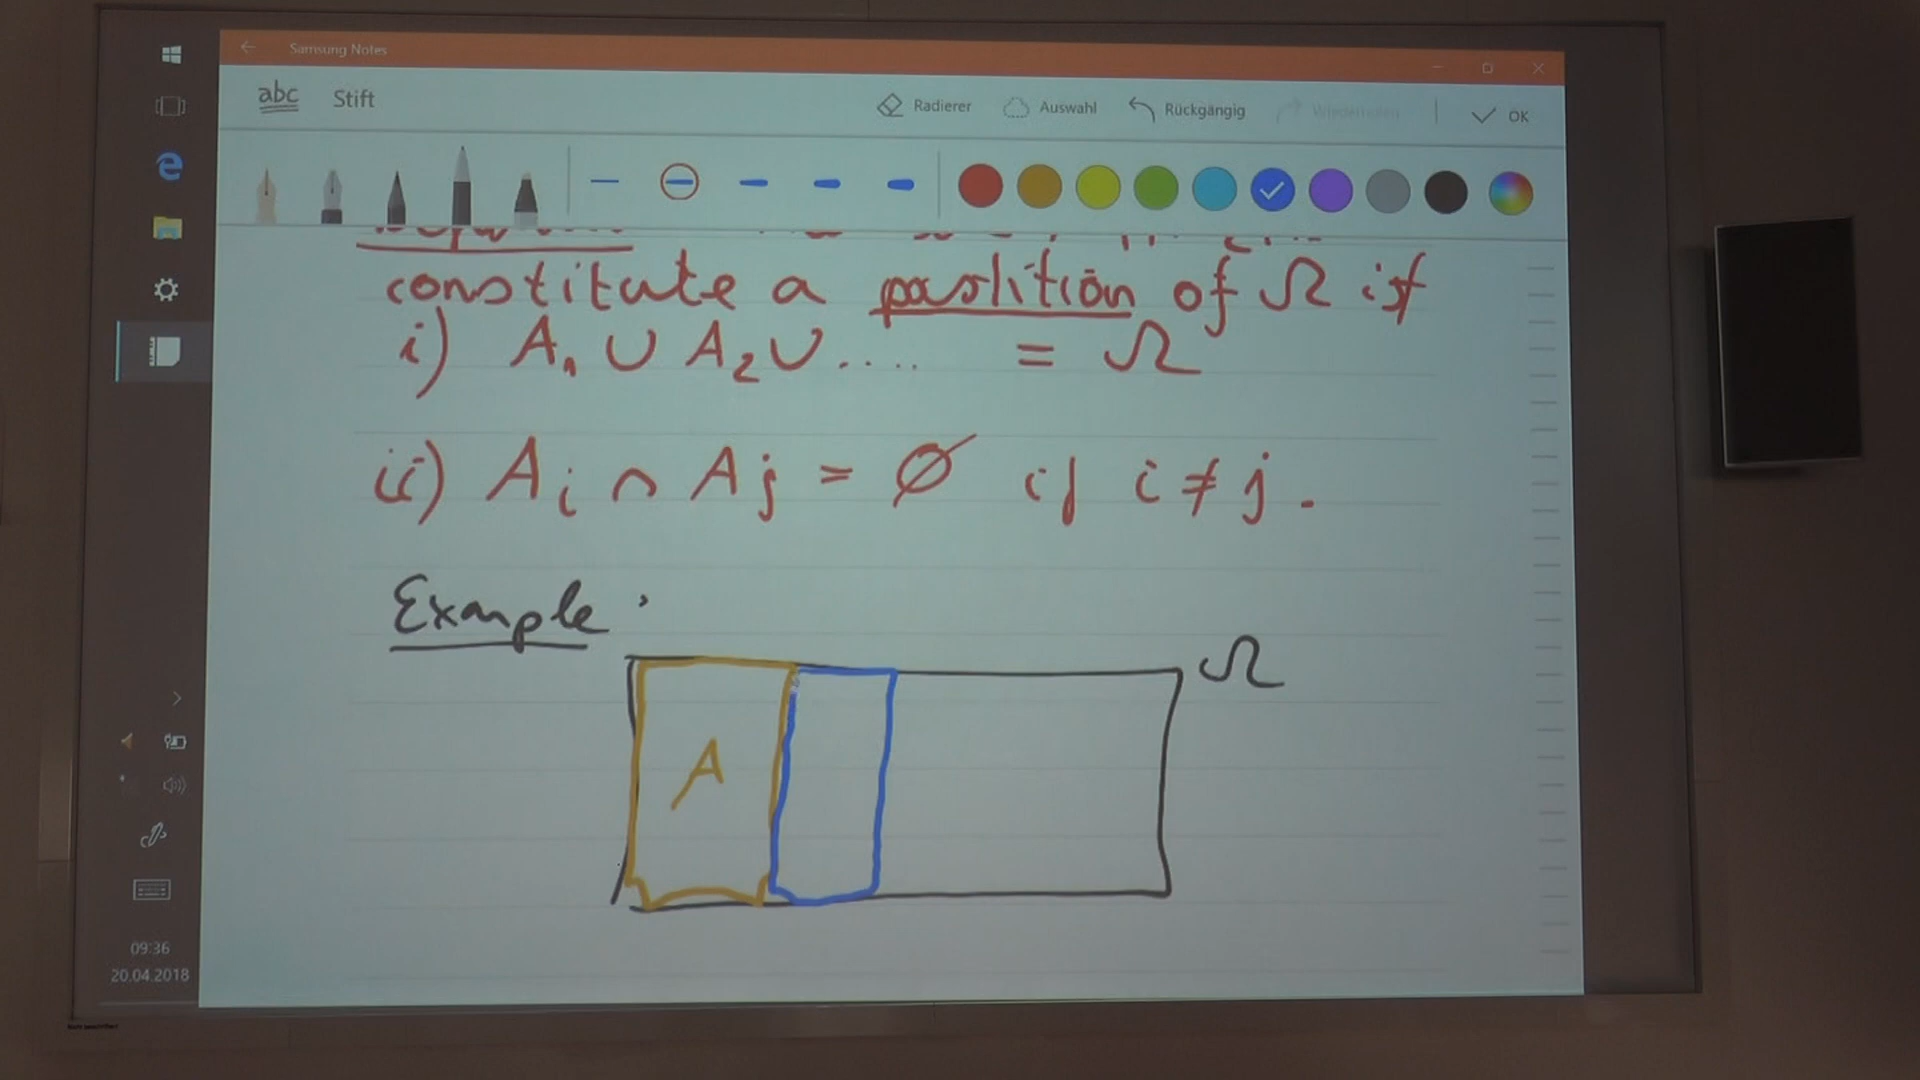 Samsung Notes
abc Stift Radierer Auswahl Rückgängig Wiederholen OK
constitute a partition of Ω if
i) A₁ ∪ A₂ ∪ .... = Ω
ii) Aᵢ ∩ Aⱼ = ∅ if i ≠ j.
Example:
Ω
A
09:36
20.04.2018